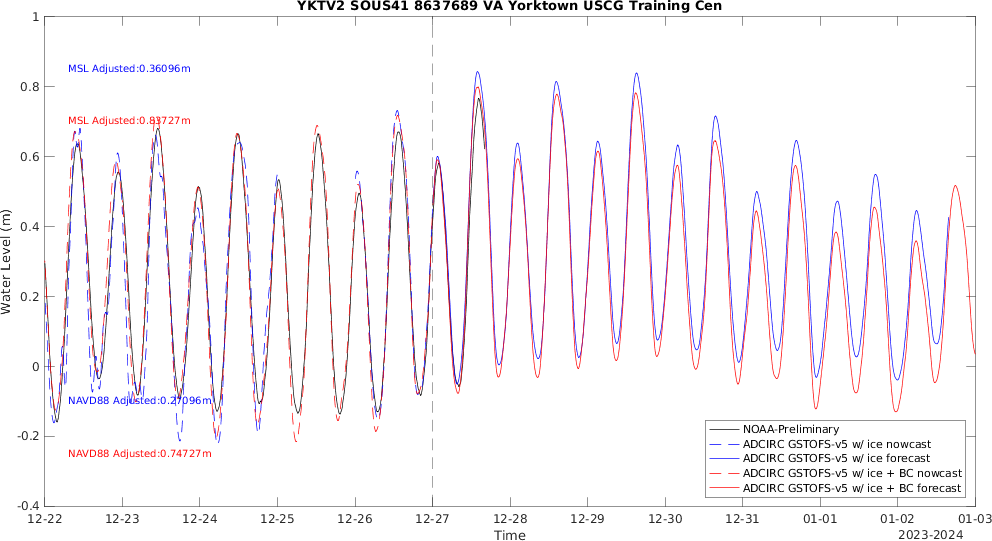 YKTV2 SOUS41 8637689 VA Yorktown USCG Training Cen
MSL Adjusted:0.36096m
MSL Adjusted:0.83727m
NAVD88 Adjusted:0.27096m
NAVD88 Adjusted:0.74727m
Water Level (m)
1
0.8
0.6
0.4
0.2
0
-0.2
-0.4
NOAA-Preliminary
ADCIRC GSTOFS-v5 w/ ice nowcast
ADCIRC GSTOFS-v5 w/ ice forecast
ADCIRC GSTOFS-v5 w/ ice + BC nowcast
ADCIRC GSTOFS-v5 w/ ice + BC forecast
12-22 12-23 12-24 12-25 12-26 12-27 12-28 12-29 12-30 12-31 01-01 01-02 01-03
Time
2023-2024